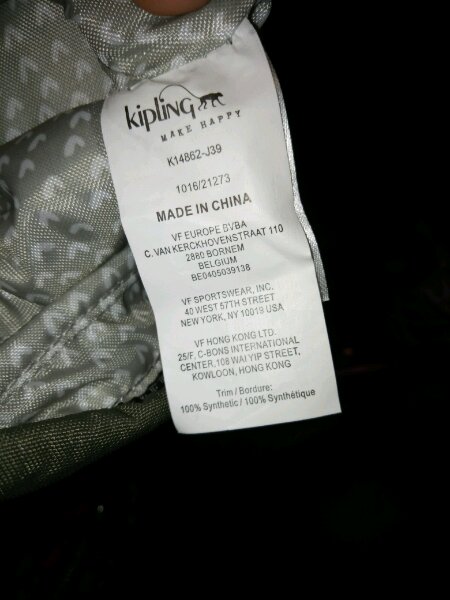 kipling
MAKE HAPPY
K14862-J39
1016/21273
MADE IN CHINA
VF EUROPE BVBA
C. VAN KERCKHOVENSTRAAT 110
2880 BORNEM
BELGIUM
BE0405039138
VF SPORTSWEAR, INC.
40 WEST 57TH STREET
NEW YORK, NY 10019 USA
VF HONG KONG LTD.
25/F, C-BONS INTERNATIONAL
CENTER,108 WAI YIP STREET,
KOWLOON, HONG KONG
Trim / Bordure:
100% Synthetic / 100% Synthétique